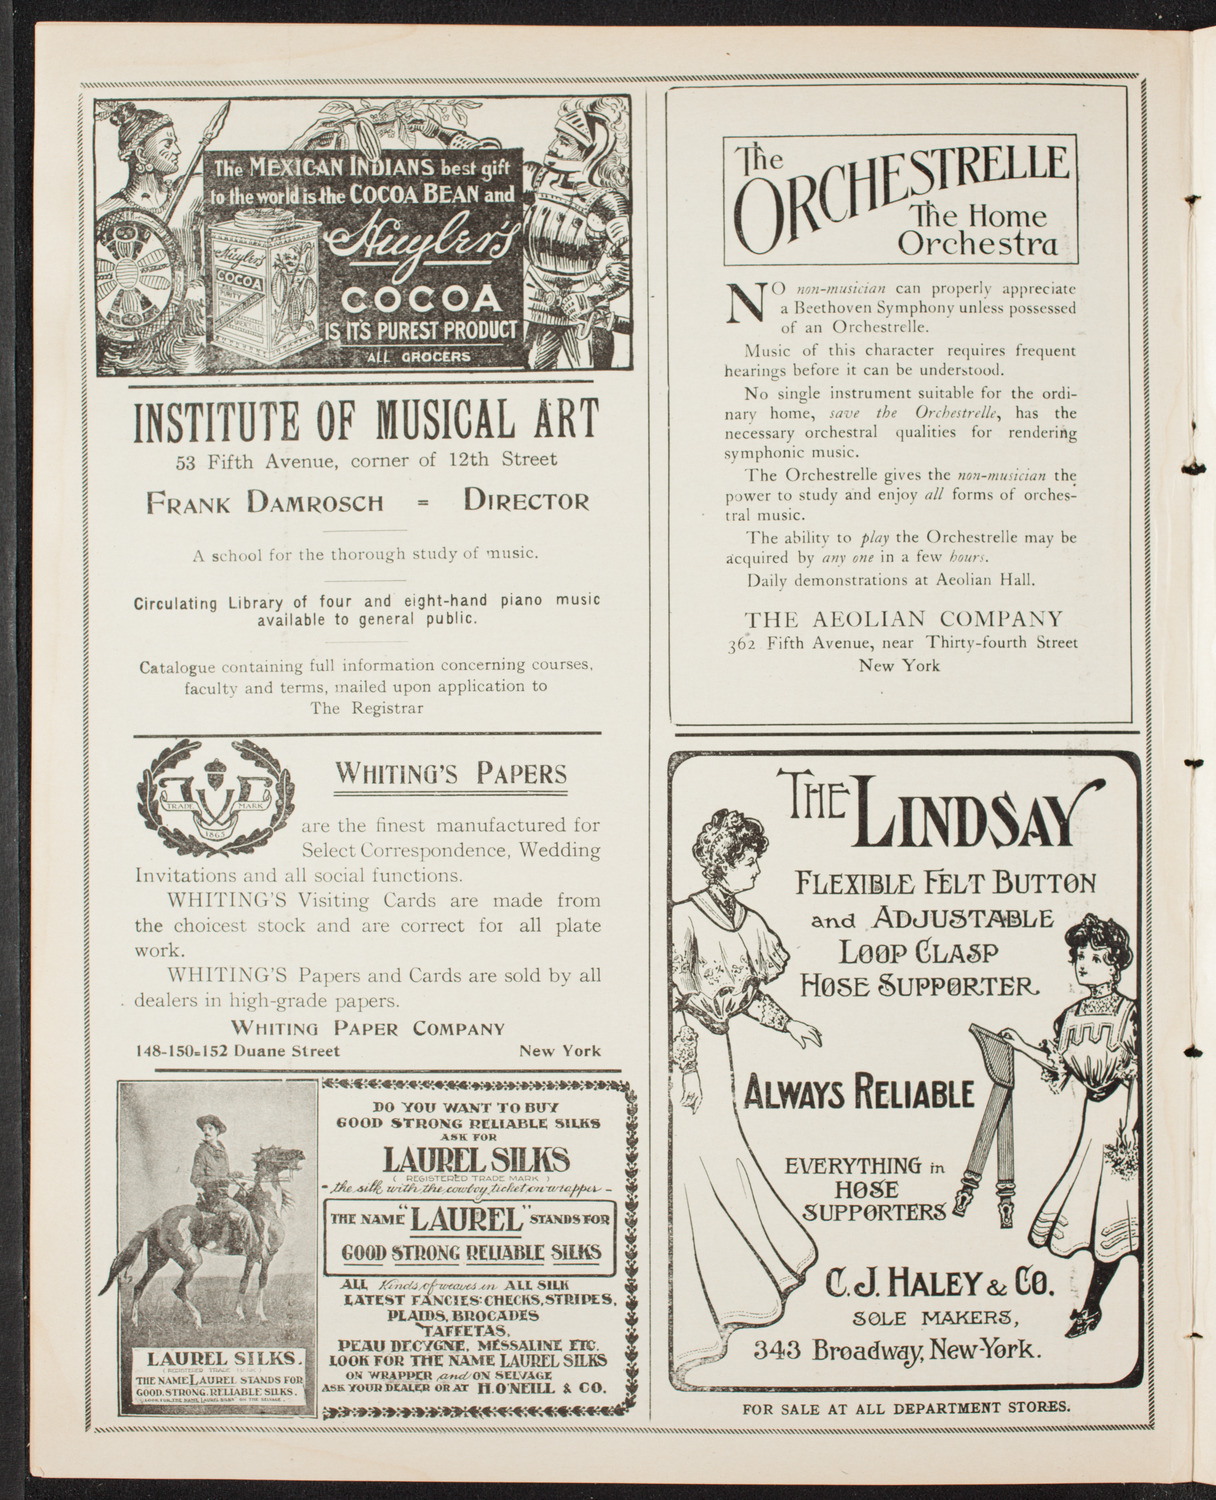 The MEXICAN INDIANS best gift
to the world is the COCOA BEAN and
Huyler's
COCOA
IS ITS PUREST PRODUCT
ALL GROCERS
Huyler's
COCOA
INSTITUTE OF MUSICAL ART
53 Fifth Avenue, corner of 12th Street
FRANK DAMROSCH = DIRECTOR
A school for the thorough study of music.
Circulating Library of four and eight-hand piano music
available to general public.
Catalogue containing full information concerning courses,
faculty and terms, mailed upon application to
The Registrar
TRADE MARK
1865
WHITING'S PAPERS
are the finest manufactured for
Select Correspondence, Wedding
Invitations and all social functions.
WHITING'S Visiting Cards are made from
the choicest stock and are correct for all plate
work.
WHITING'S Papers and Cards are sold by all
dealers in high-grade papers.
WHITING PAPER COMPANY
148-150=152 Duane Street New York
LAUREL SILKS.
THE NAME LAUREL STANDS FOR
GOOD, STRONG, RELIABLE SILKS.
DO YOU WANT TO BUY
GOOD STRONG RELIABLE SILKS
ASK FOR
LAUREL SILKS
( REGISTERED TRADE MARK )
- the silk with the cowboy ticket on wrapper -
THE NAME "LAUREL" STANDS FOR
GOOD STRONG RELIABLE SILKS
ALL Kinds of weaves in ALL SILK
LATEST FANCIES: CHECKS, STRIPES,
PLAIDS, BROCADES
TAFFETAS,
PEAU DE CYGNE, MESSALINE ETC.
LOOK FOR THE NAME LAUREL SILKS
ON WRAPPER and ON SELVAGE
ASK YOUR DEALER OR AT H. O'NEILL & CO.
The
ORCHESTRELLE
The Home
Orchestra
NO non-musician can properly appreciate
a Beethoven Symphony unless possessed
of an Orchestrelle.
Music of this character requires frequent
hearings before it can be understood.
No single instrument suitable for the ordi-
nary home, save the Orchestrelle, has the
necessary orchestral qualities for rendering
symphonic music.
The Orchestrelle gives the non-musician the
power to study and enjoy all forms of orches-
tral music.
The ability to play the Orchestrelle may be
acquired by any one in a few hours.
Daily demonstrations at Aeolian Hall.
THE AEOLIAN COMPANY
362 Fifth Avenue, near Thirty-fourth Street
New York
THE LINDSAY
FLEXIBLE FELT BUTTON
and ADJUSTABLE
LOOP CLASP
HOSE SUPPORTER
ALWAYS RELIABLE
EVERYTHING in
HOSE
SUPPORTERS
C. J. HALEY & CO.
SOLE MAKERS,
343 Broadway, New-York.
FOR SALE AT ALL DEPARTMENT STORES.